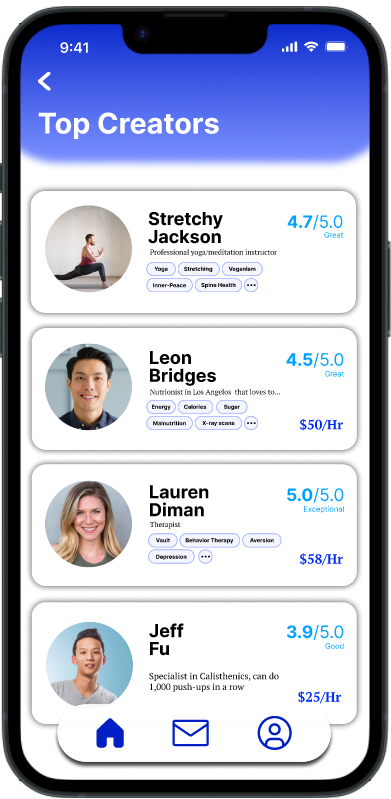 9:41
Top Creators
Stretchy
Jackson
4.7/5.0
Great
Professional yoga/meditation instructor
Yoga
Stretching
Veganism
Inner-Peace
Spine Health
•••
Leon
Bridges
4.5/5.0
Great
Nutrionist in Los Angelos that loves to...
Energy
Calories
Sugar
Malnutrition
X-ray scans
•••
$50/Hr
Lauren
Diman
5.0/5.0
Exceptional
Therapist
Vault
Behavior Therapy
Aversion
Depression
•••
$58/Hr
Jeff
Fu
3.9/5.0
Good
Specialist in Calisthenics, can do
1,000 push-ups in a row
$25/Hr